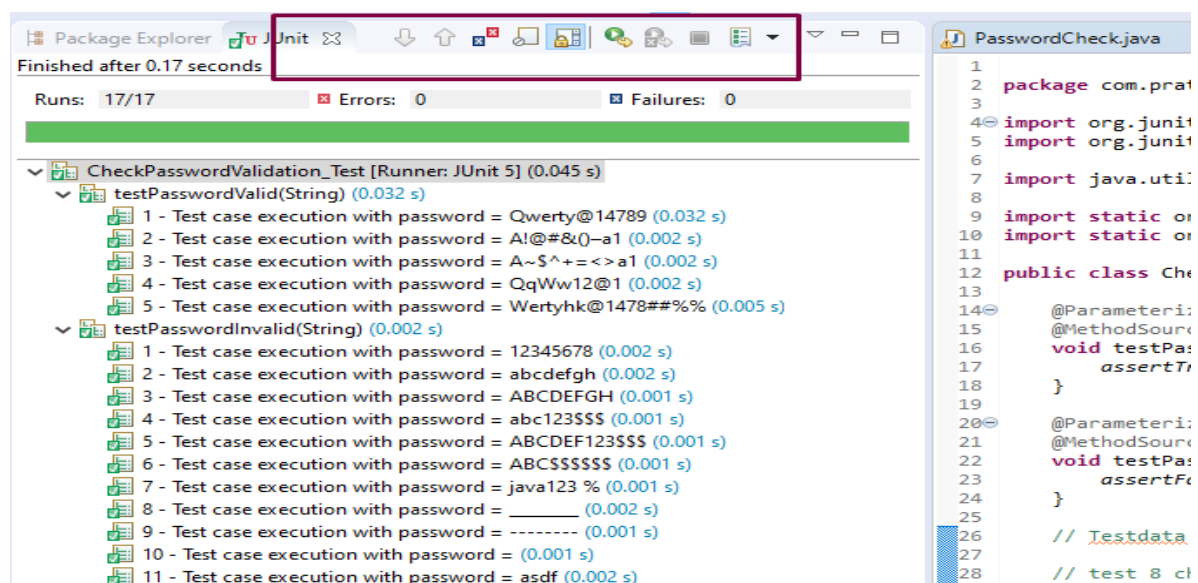 Package Explorer JUnit
Finished after 0.17 seconds
Runs: 17/17 Errors: 0 Failures: 0
CheckPasswordValidation_Test [Runner: JUnit 5] (0.045 s)
testPasswordValid(String) (0.032 s)
1 - Test case execution with password = Qwerty@14789 (0.032 s)
2 - Test case execution with password = A!@#&()–a1 (0.002 s)
3 - Test case execution with password = A~$^+=<>a1 (0.002 s)
4 - Test case execution with password = QqWw12@1 (0.002 s)
5 - Test case execution with password = Wertyhk@1478##%% (0.005 s)
testPasswordInvalid(String) (0.002 s)
1 - Test case execution with password = 12345678 (0.002 s)
2 - Test case execution with password = abcdefgh (0.002 s)
3 - Test case execution with password = ABCDEFGH (0.001 s)
4 - Test case execution with password = abc123$$$ (0.001 s)
5 - Test case execution with password = ABCDEF123$$$ (0.001 s)
6 - Test case execution with password = ABC$$$$$$ (0.001 s)
7 - Test case execution with password = java123 % (0.001 s)
8 - Test case execution with password = ________ (0.002 s)
9 - Test case execution with password = -------- (0.001 s)
10 - Test case execution with password = (0.001 s)
11 - Test case execution with password = asdf (0.002 s)
PasswordCheck.java
1
2 package com.prat
3
4 import org.junit
5 import org.junit
6
7 import java.util
8
9 import static or
10 import static or
11
12 public class Che
13
14 @Parameteriz
15 @MethodSourc
16 void testPas
17 assertTr
18 }
19
20 @Parameteriz
21 @MethodSourc
22 void testPas
23 assertFa
24 }
25
26 // Testdata
27
28 // test 8 ch